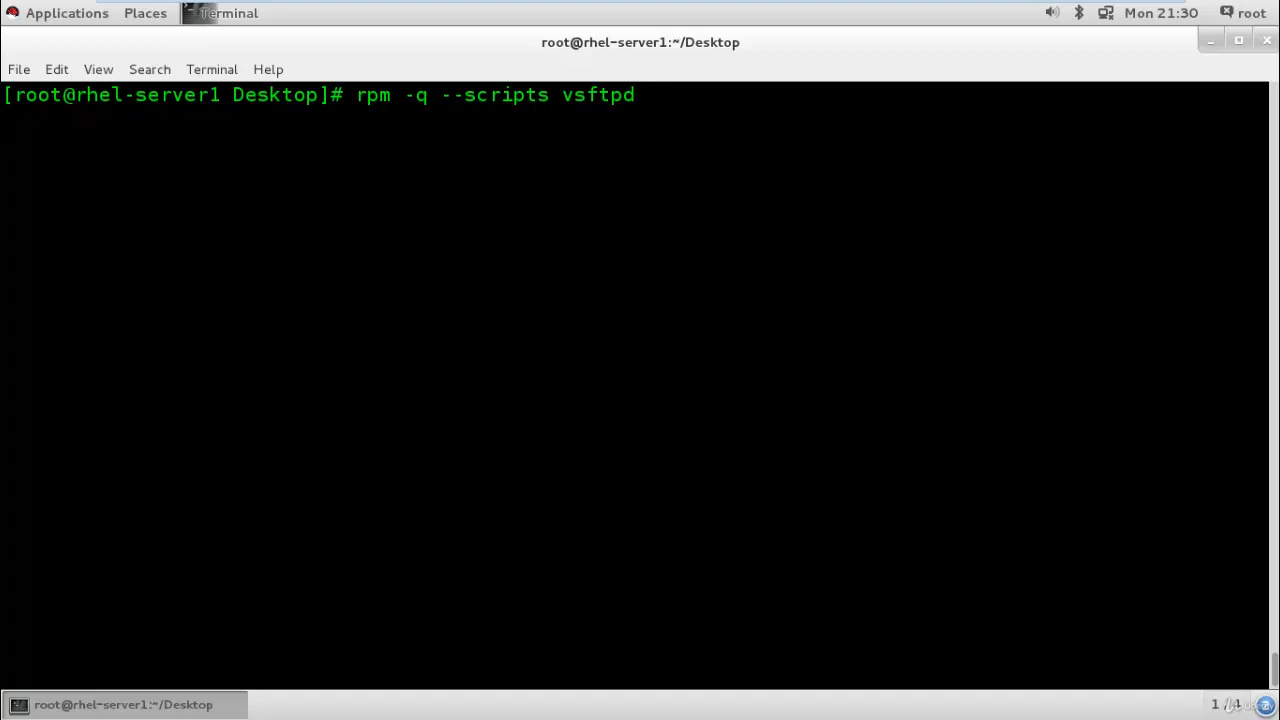 Applications Places Terminal Mon 21:30 root
root@rhel-server1:~/Desktop
File Edit View Search Terminal Help
[root@rhel-server1 Desktop]# rpm -q --scripts vsftpd
root@rhel-server1:~/Desktop 1 / 4